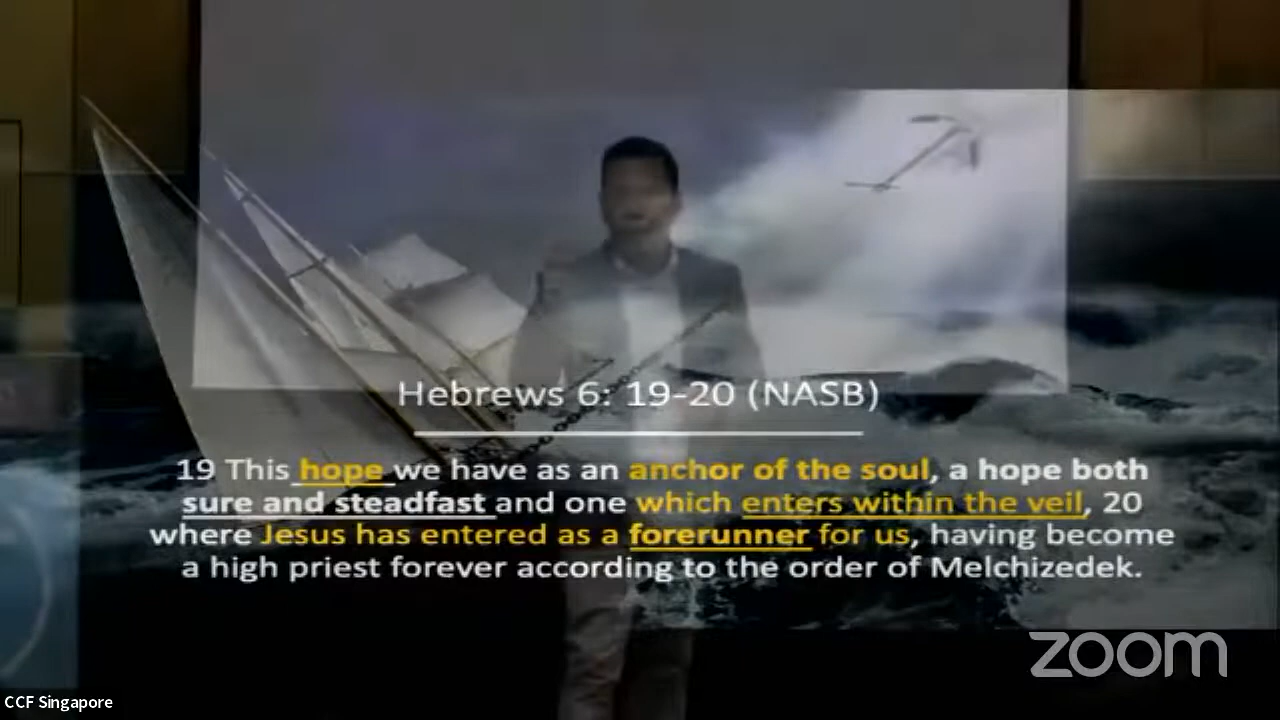 Hebrews 6: 19-20 (NASB)
19 This hope we have as an anchor of the soul, a hope both
sure and steadfast and one which enters within the veil, 20
where Jesus has entered as a forerunner for us, having become
a high priest forever according to the order of Melchizedek.
zoom
CCF Singapore